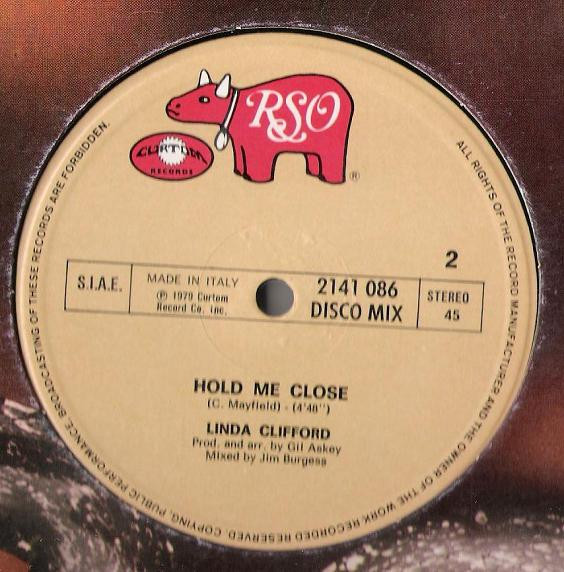 RSO
CURTOM
RECORDS
®
2
S.I.A.E.
MADE IN ITALY
℗ 1979 Curtom
Record Co. Inc.
2141 086
DISCO MIX
STEREO
45
HOLD ME CLOSE
(C. Mayfield) - (4'48")
LINDA CLIFFORD
Prod. and arr. by Gil Askey
Mixed by Jim Burgess
ALL RIGHTS OF THE RECORD MANUFACTURER AND THE OWNER OF THE WORK RECORDED RESERVED. COPYING, PUBLIC PERFORMANCE, BROADCASTING OF THESE RECORDS ARE FORBIDDEN.